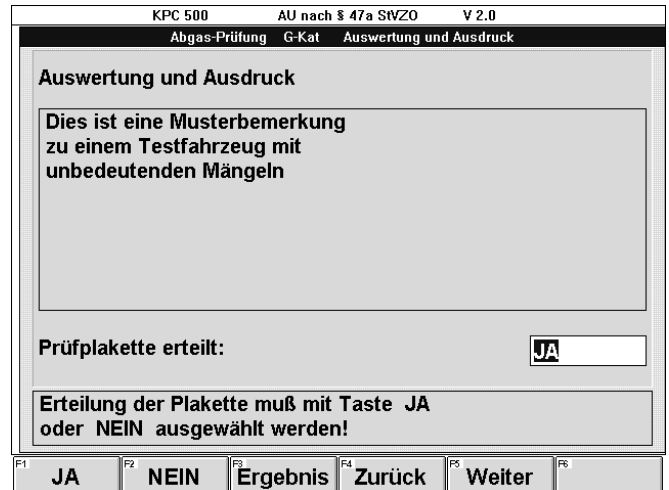 KPC 500 AU nach § 47a StVZO V 2.0
Abgas-Prüfung G-Kat Auswertung und Ausdruck
Auswertung und Ausdruck
Dies ist eine Musterbemerkung
zu einem Testfahrzeug mit
unbedeutenden Mängeln
Prüfplakette erteilt: JA
Erteilung der Plakette muß mit Taste JA
oder NEIN ausgewählt werden!
F1 JA F2 NEIN F3 Ergebnis F4 Zurück F5 Weiter F6